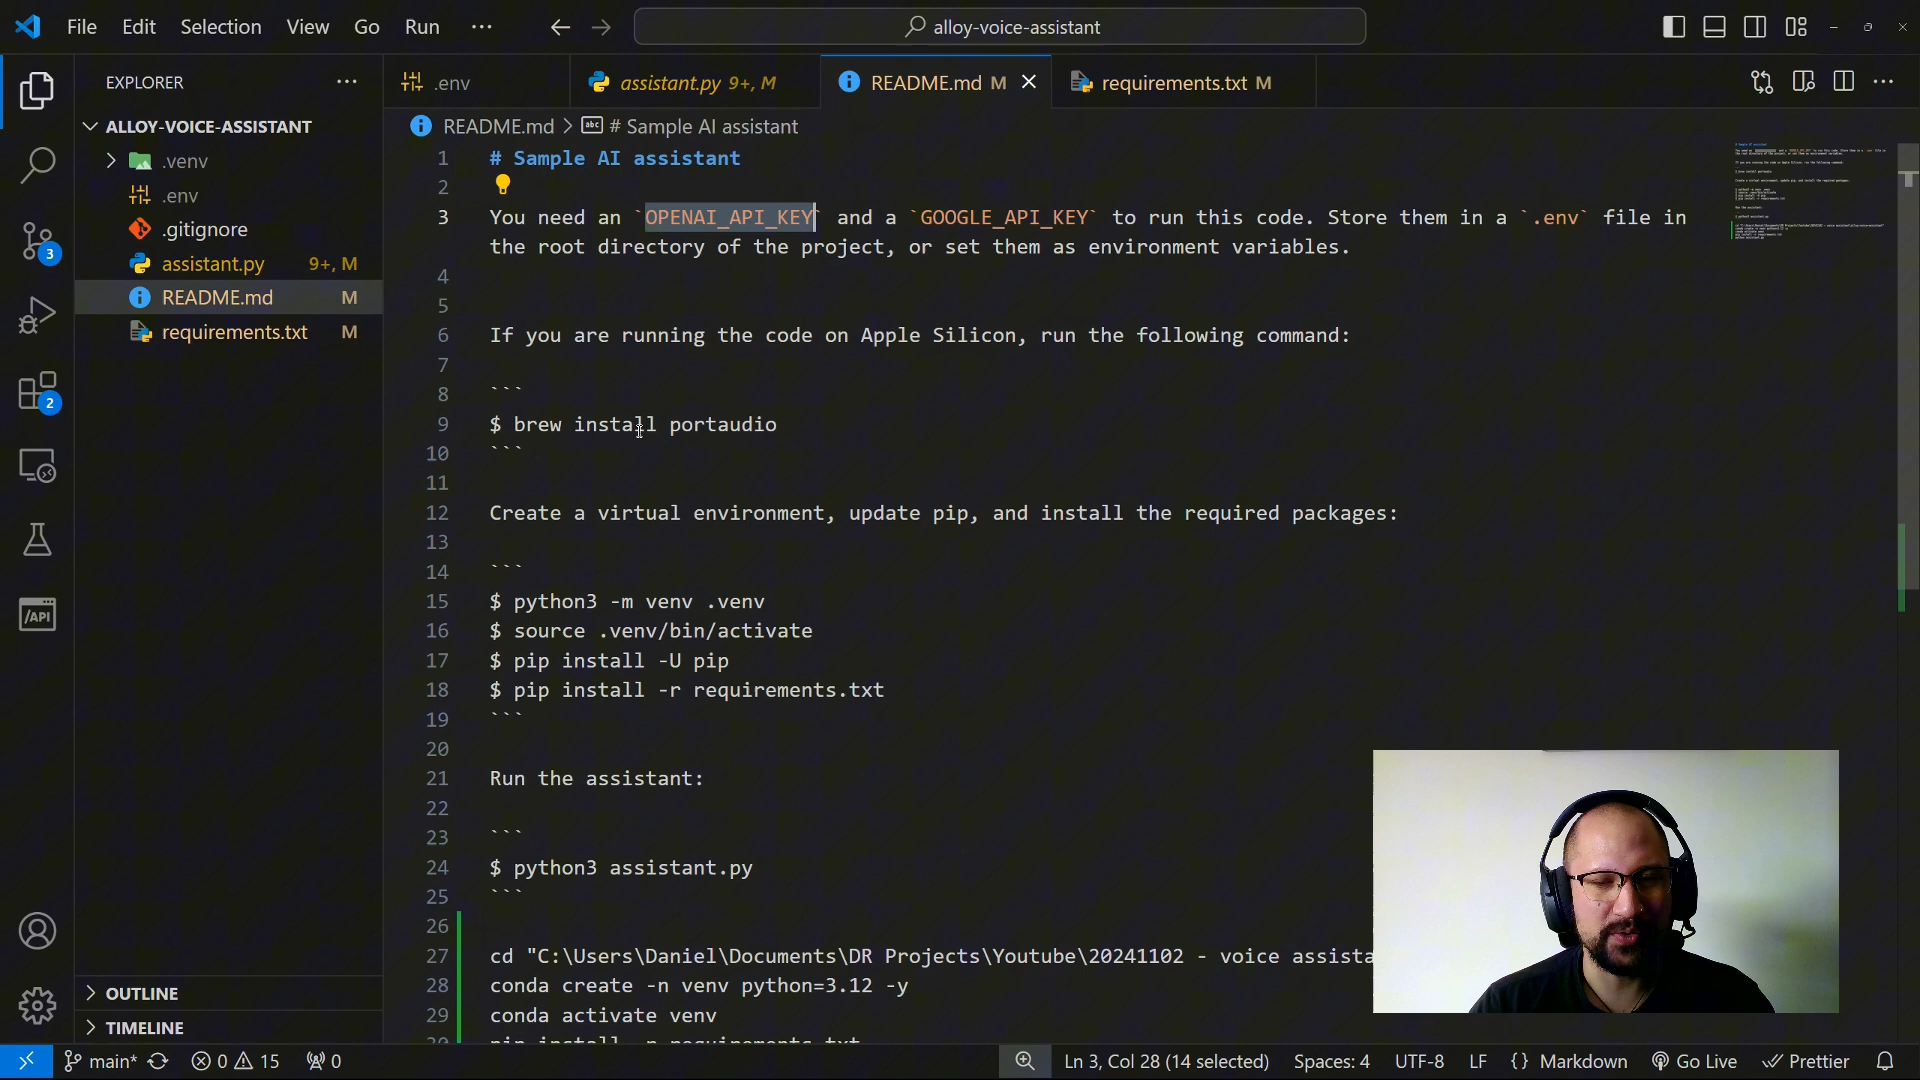 File Edit Selection View Go Run ··· alloy-voice-assistant
EXPLORER ···
.env assistant.py 9+, M README.md M requirements.txt M
ALLOY-VOICE-ASSISTANT
README.md > # Sample AI assistant
.venv
.env
.gitignore
assistant.py 9+, M
README.md M
requirements.txt M
3
2
/API
1 # Sample AI assistant
2
3 You need an `OPENAI_API_KEY` and a `GOOGLE_API_KEY` to run this code. Store them in a `.env` file in
the root directory of the project, or set them as environment variables.
4
5
6 If you are running the code on Apple Silicon, run the following command:
7
8 ```
9 $ brew install portaudio
10 ```
11
12 Create a virtual environment, update pip, and install the required packages:
13
14 ```
15 $ python3 -m venv .venv
16 $ source .venv/bin/activate
17 $ pip install -U pip
18 $ pip install -r requirements.txt
19 ```
20
21 Run the assistant:
22
23 ```
24 $ python3 assistant.py
25 ```
26
27 cd "C:\Users\Daniel\Documents\DR Projects\Youtube\20241102 - voice assista
28 conda create -n venv python=3.12 -y
29 conda activate venv
30 pip install -r requirements.txt
OUTLINE
TIMELINE
main* 0 15 0 Ln 3, Col 28 (14 selected) Spaces: 4 UTF-8 LF {} Markdown Go Live Prettier